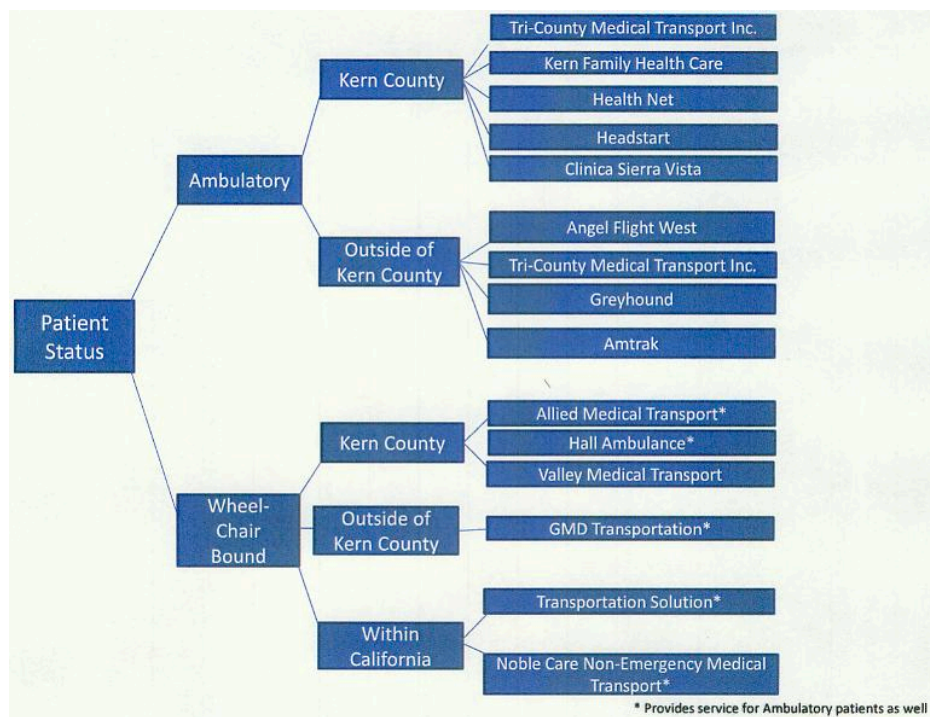 Patient
Status
Ambulatory
Kern County
Tri-County Medical Transport Inc.
Kern Family Health Care
Health Net
Headstart
Clinica Sierra Vista
Outside of
Kern County
Angel Flight West
Tri-County Medical Transport Inc.
Greyhound
Amtrak
Wheel-
Chair
Bound
Kern County
Allied Medical Transport*
Hall Ambulance*
Valley Medical Transport
Outside of
Kern County
GMD Transportation*
Within
California
Transportation Solution*
Noble Care Non-Emergency Medical
Transport*
* Provides service for Ambulatory patients as well